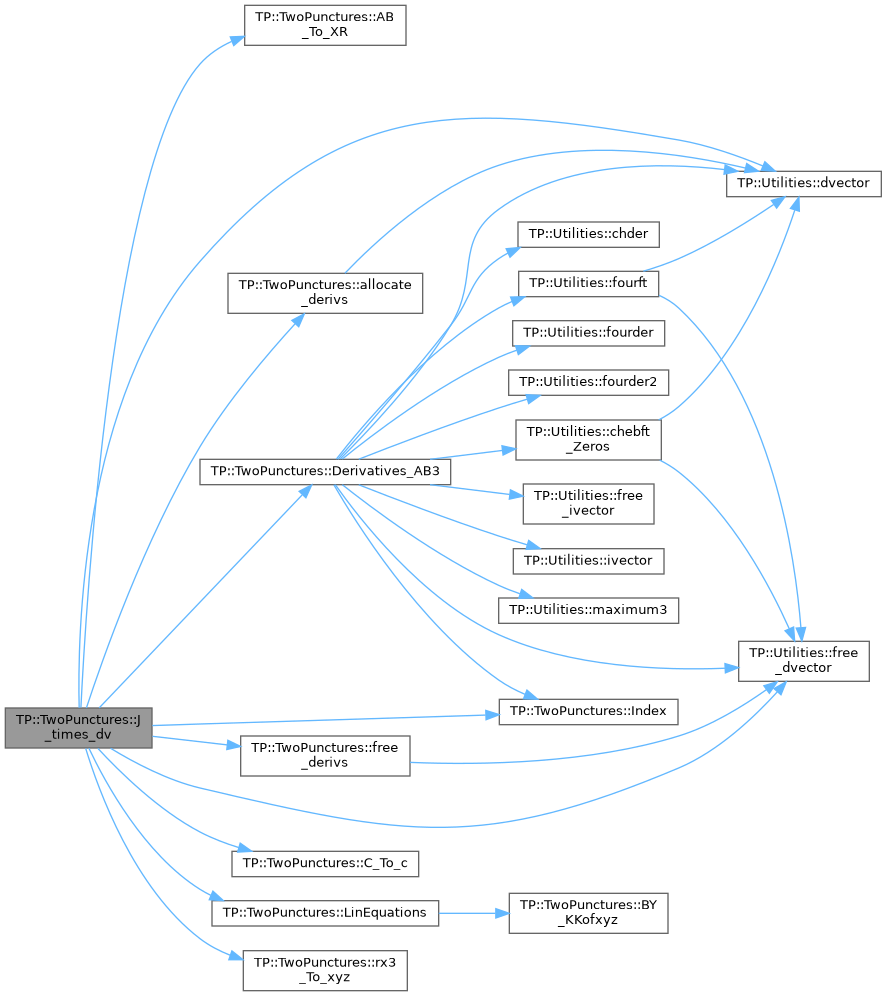 TP::TwoPunctures::AB
_To_XR
TP::Utilities::dvector
TP::Utilities::chder
TP::Utilities::fourft
TP::TwoPunctures::allocate
_derivs
TP::Utilities::fourder
TP::Utilities::fourder2
TP::Utilities::chebft
_Zeros
TP::TwoPunctures::Derivatives_AB3
TP::Utilities::free
_ivector
TP::Utilities::ivector
TP::Utilities::maximum3
TP::Utilities::free
_dvector
TP::TwoPunctures::Index
TP::TwoPunctures::J
_times_dv
TP::TwoPunctures::free
_derivs
TP::TwoPunctures::C_To_c
TP::TwoPunctures::LinEquations
TP::TwoPunctures::BY
_KKofxyz
TP::TwoPunctures::rx3
_To_xyz